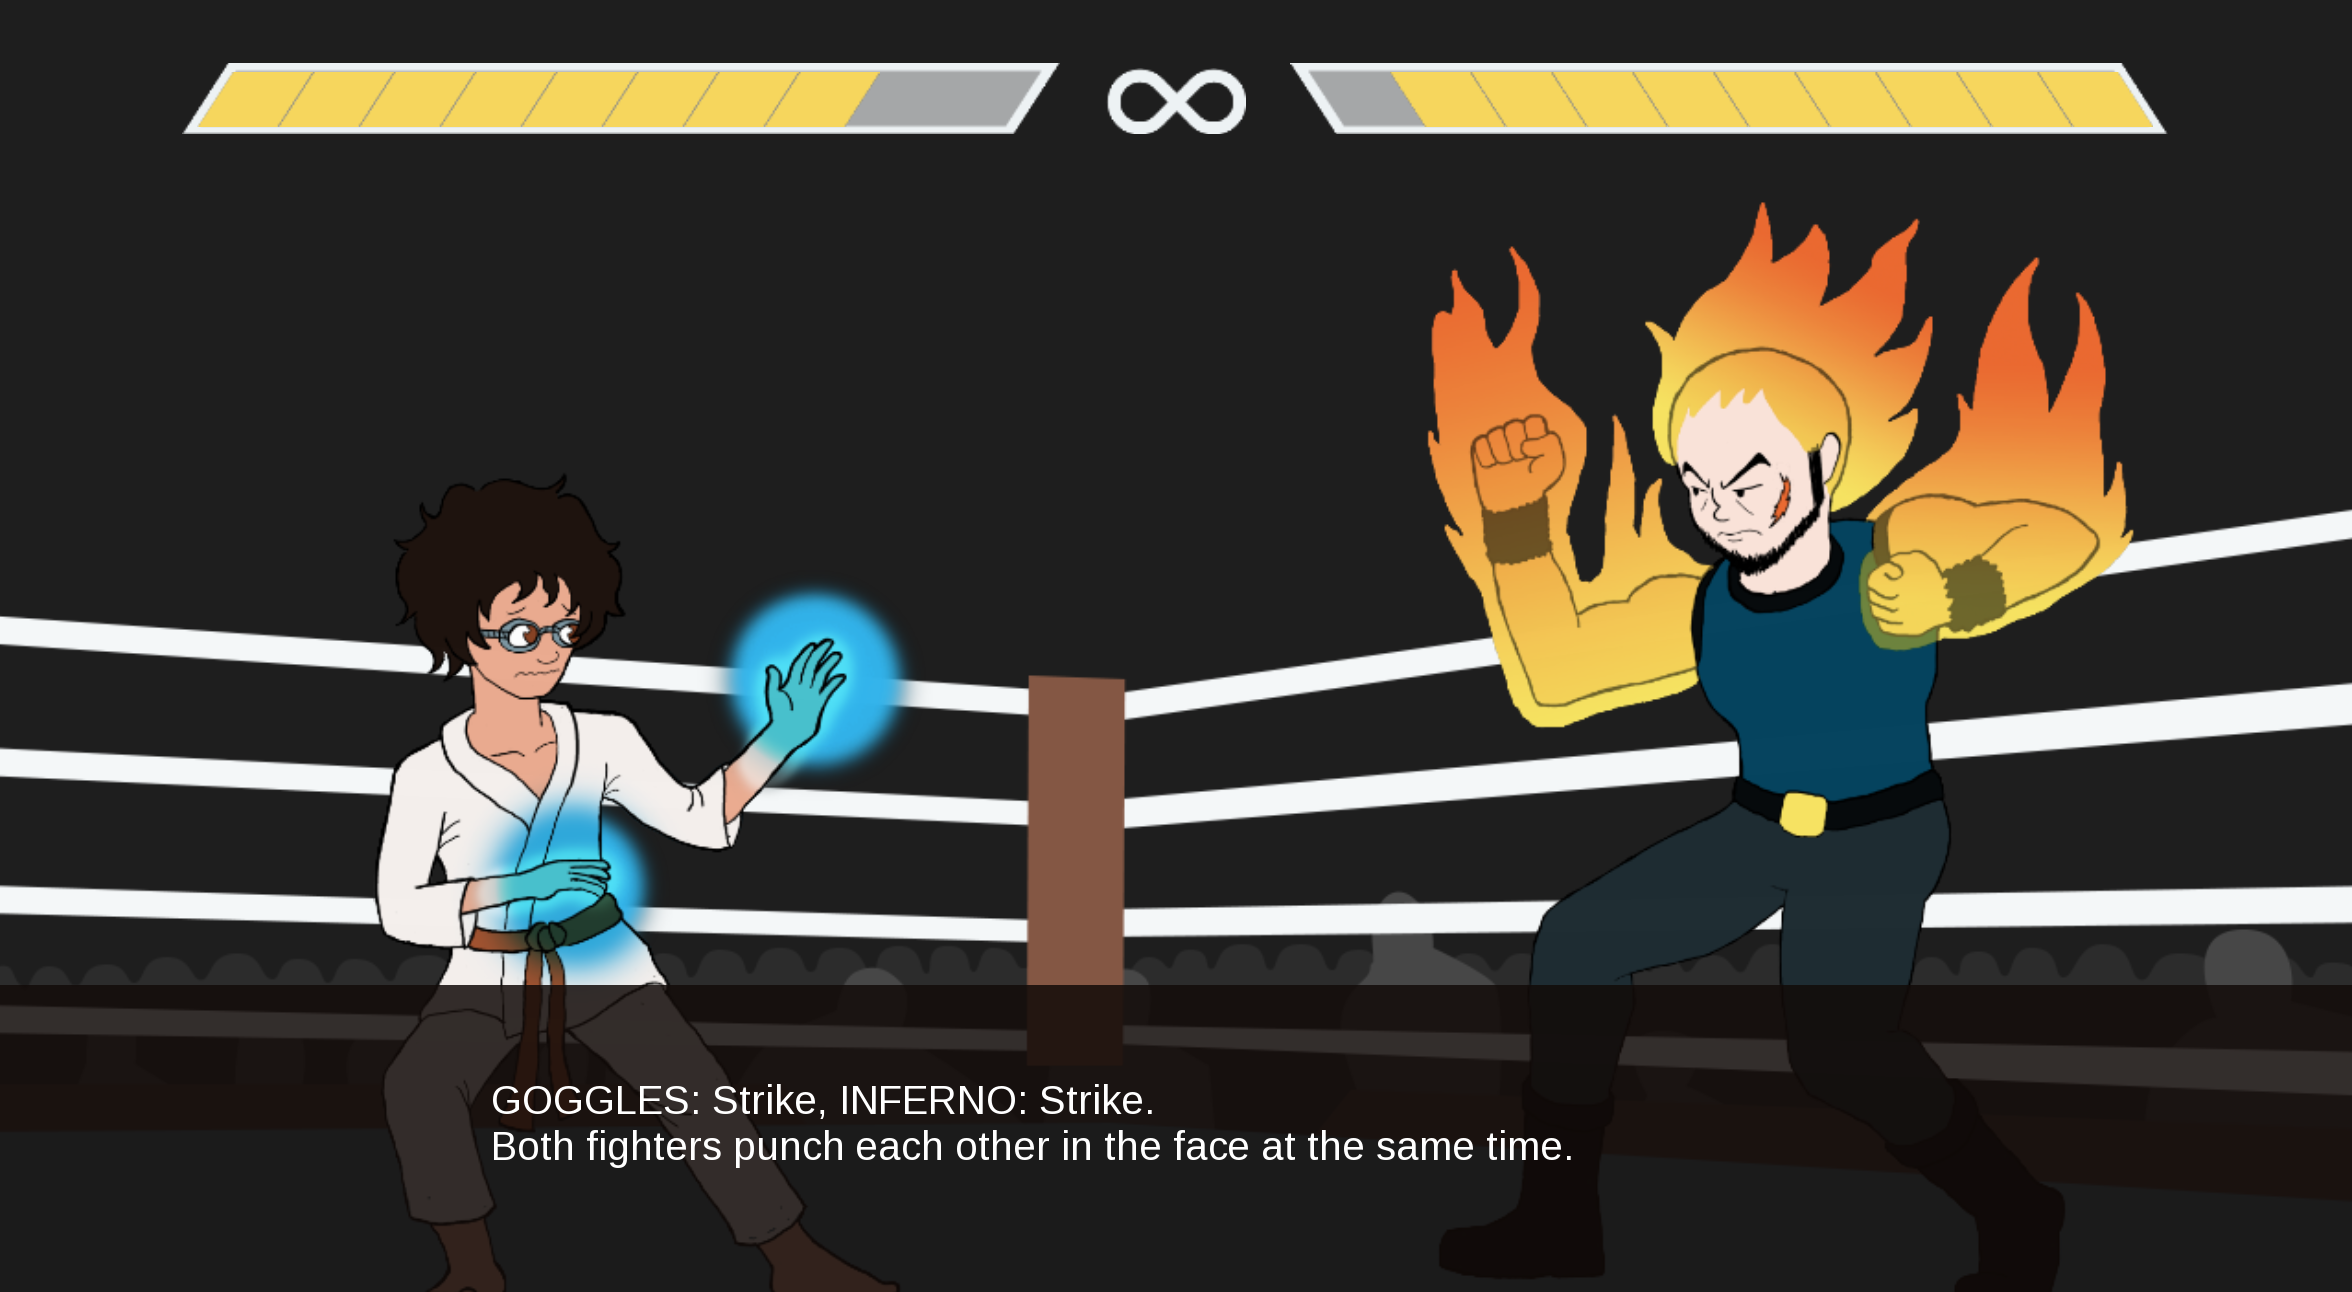 GOGGLES: Strike, INFERNO: Strike.
Both fighters punch each other in the face at the same time.